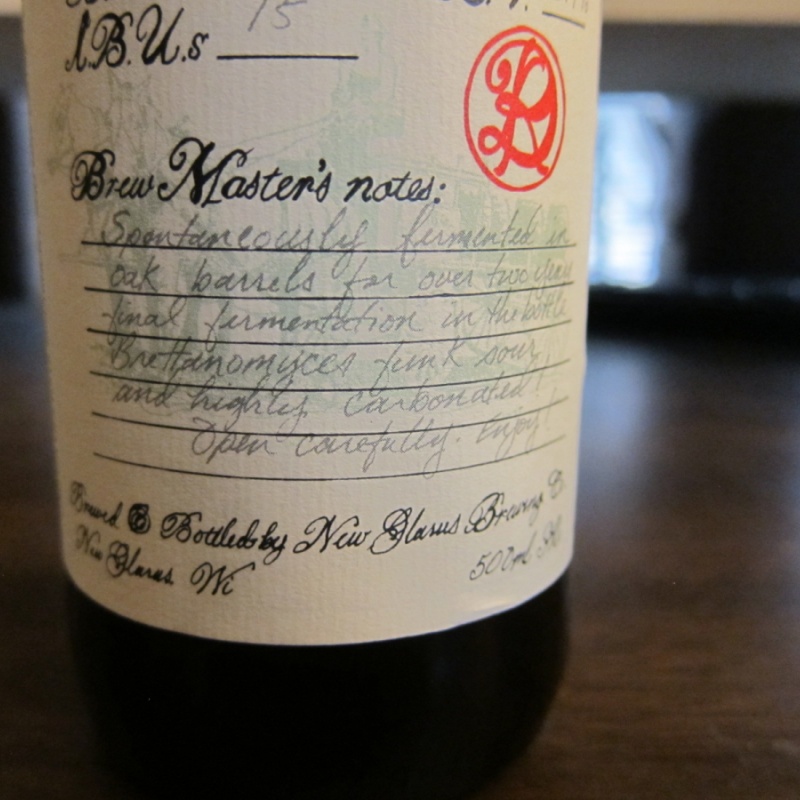 I.B.U.s 15
R
Brew Master's notes:
Spontaneously fermented in
oak barrels for over two years
final fermentation in the bottle
Brettanomyces funk sour,
and highly carbonated!
Open carefully. Enjoy!
Brewed & Bottled by New Glarus Brewing Co.
New Glarus Wi
500ml